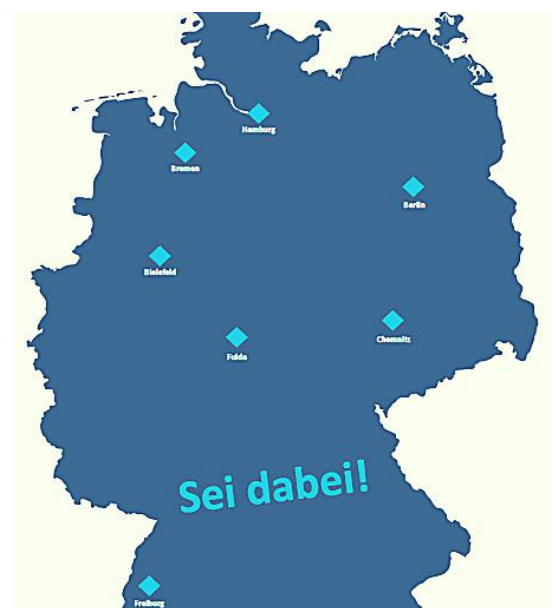 Hamburg
Bremen
Berlin
Bielefeld
Chemnitz
Fulda
Sei dabei!
Freiburg